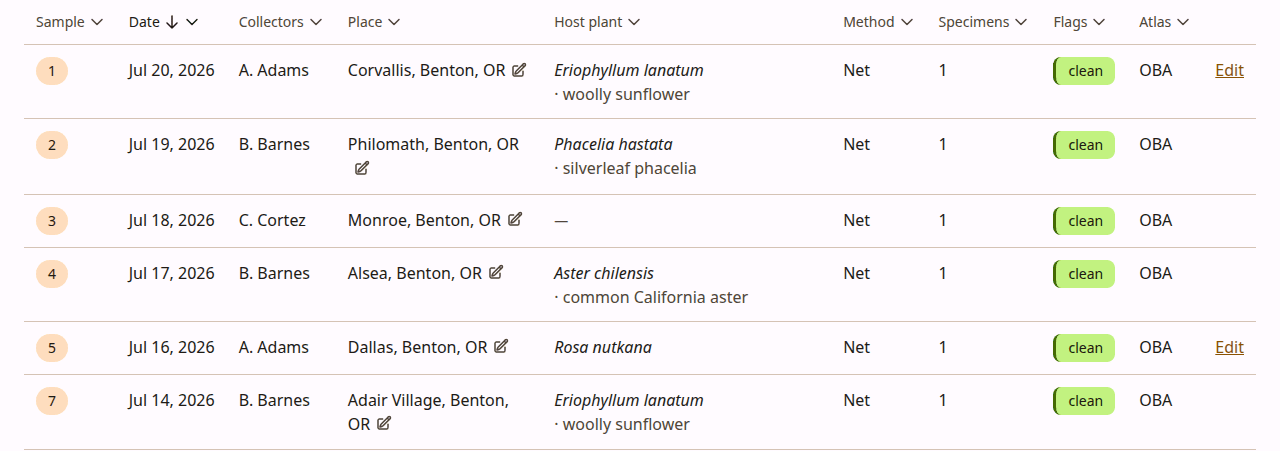 Sample Date Collectors Place Host plant Method Specimens Flags Atlas
1 Jul 20, 2026 A. Adams Corvallis, Benton, OR Eriophyllum lanatum Net 1 clean OBA Edit
· woolly sunflower
2 Jul 19, 2026 B. Barnes Philomath, Benton, OR Phacelia hastata Net 1 clean OBA
· silverleaf phacelia
3 Jul 18, 2026 C. Cortez Monroe, Benton, OR — Net 1 clean OBA
4 Jul 17, 2026 B. Barnes Alsea, Benton, OR Aster chilensis Net 1 clean OBA
· common California aster
5 Jul 16, 2026 A. Adams Dallas, Benton, OR Rosa nutkana Net 1 clean OBA Edit
7 Jul 14, 2026 B. Barnes Adair Village, Benton, Eriophyllum lanatum Net 1 clean OBA
OR · woolly sunflower